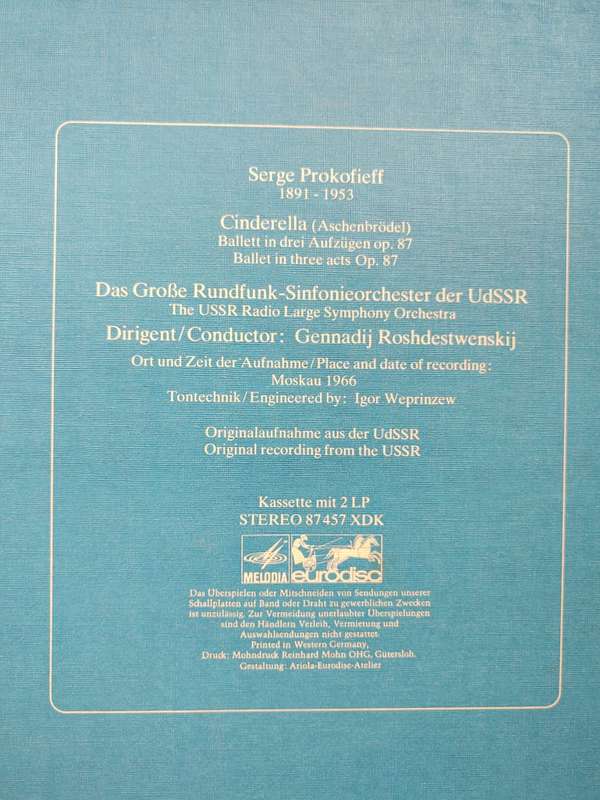 Serge Prokofieff
1891 - 1953
Cinderella (Aschenbrödel)
Ballett in drei Aufzügen op. 87
Ballet in three acts Op. 87
Das Große Rundfunk-Sinfonieorchester der UdSSR
The USSR Radio Large Symphony Orchestra
Dirigent/Conductor: Gennadij Roshdestwenskij
Ort und Zeit der Aufnahme/Place and date of recording:
Moskau 1966
Tontechnik/Engineered by: Igor Weprinzew
Originalaufnahme aus der UdSSR
Original recording from the USSR
Kassette mit 2 LP
STEREO 87457 XDK
MELODIA eurodisc
Das Überspielen oder Mitschneiden von Sendungen unserer
Schallplatten auf Band oder Draht zu gewerblichen Zwecken
ist unzulässig. Zur Vermeidung unerlaubter Überspielungen
sind den Händlern Verleih, Vermietung und
Auswahlsendungen nicht gestattet.
Printed in Western Germany,
Druck: Mohndruck Reinhard Mohn OHG, Gütersloh.
Gestaltung: Ariola-Eurodisc-Atelier